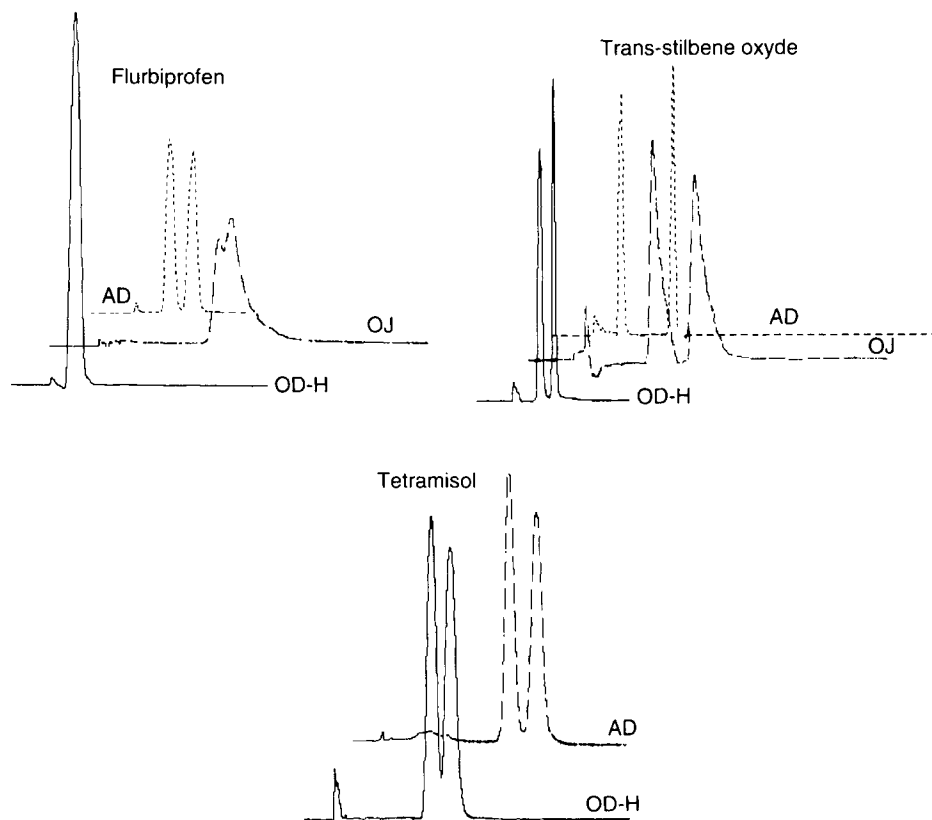 Flurbiprofen
AD
OJ
OD-H
Trans-stilbene oxyde
AD
OJ
OD-H
Tetramisol
AD
OD-H